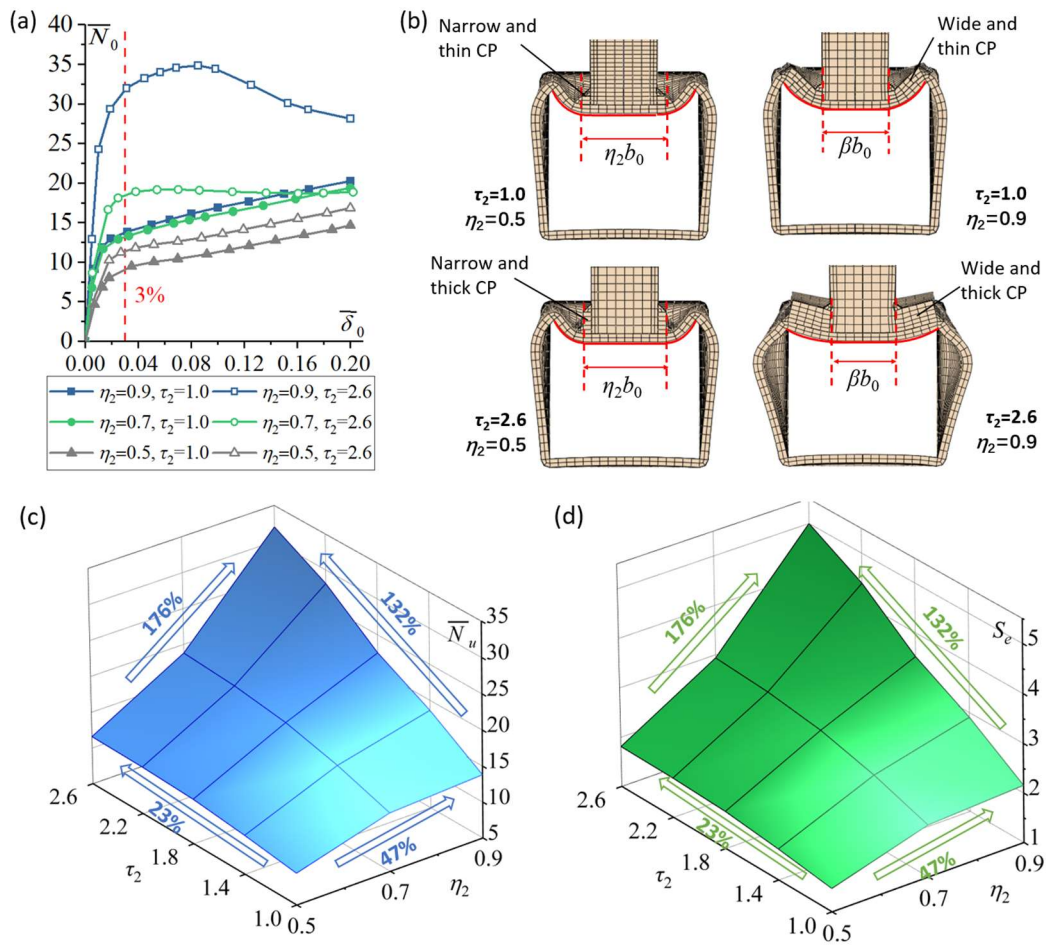 (a)
N̅₀
40
35
30
25
20
15
10
5
0
3%
δ̅₀
0.00 0.04 0.08 0.12 0.16 0.20
η₂=0.9, τ₂=1.0 η₂=0.9, τ₂=2.6
η₂=0.7, τ₂=1.0 η₂=0.7, τ₂=2.6
η₂=0.5, τ₂=1.0 η₂=0.5, τ₂=2.6
(b)
Narrow and
thin CP
η₂b₀
τ₂=1.0
η₂=0.5
Wide and
thin CP
βb₀
τ₂=1.0
η₂=0.9
Narrow and
thick CP
η₂b₀
τ₂=2.6
η₂=0.5
Wide and
thick CP
βb₀
τ₂=2.6
η₂=0.9
(c)
176%
132%
23%
47%
N̅ᵤ
35
30
25
20
15
10
5
2.6
2.2
1.8
1.4
1.0
τ₂
0.5
0.7
0.9
η₂
(d)
176%
132%
23%
47%
Sₑ
5
4
3
2
1
2.6
2.2
1.8
1.4
1.0
τ₂
0.5
0.7
0.9
η₂